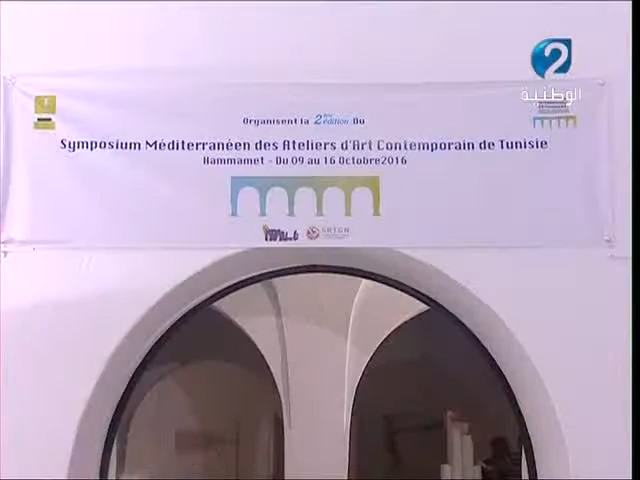 2
الوطنية
Organisent la 2ème édition Du
Symposium Méditerranéen des Ateliers d'Art Contemporain de Tunisie
Hammamet - Du 09 au 16 Octobre2016
SRTGN